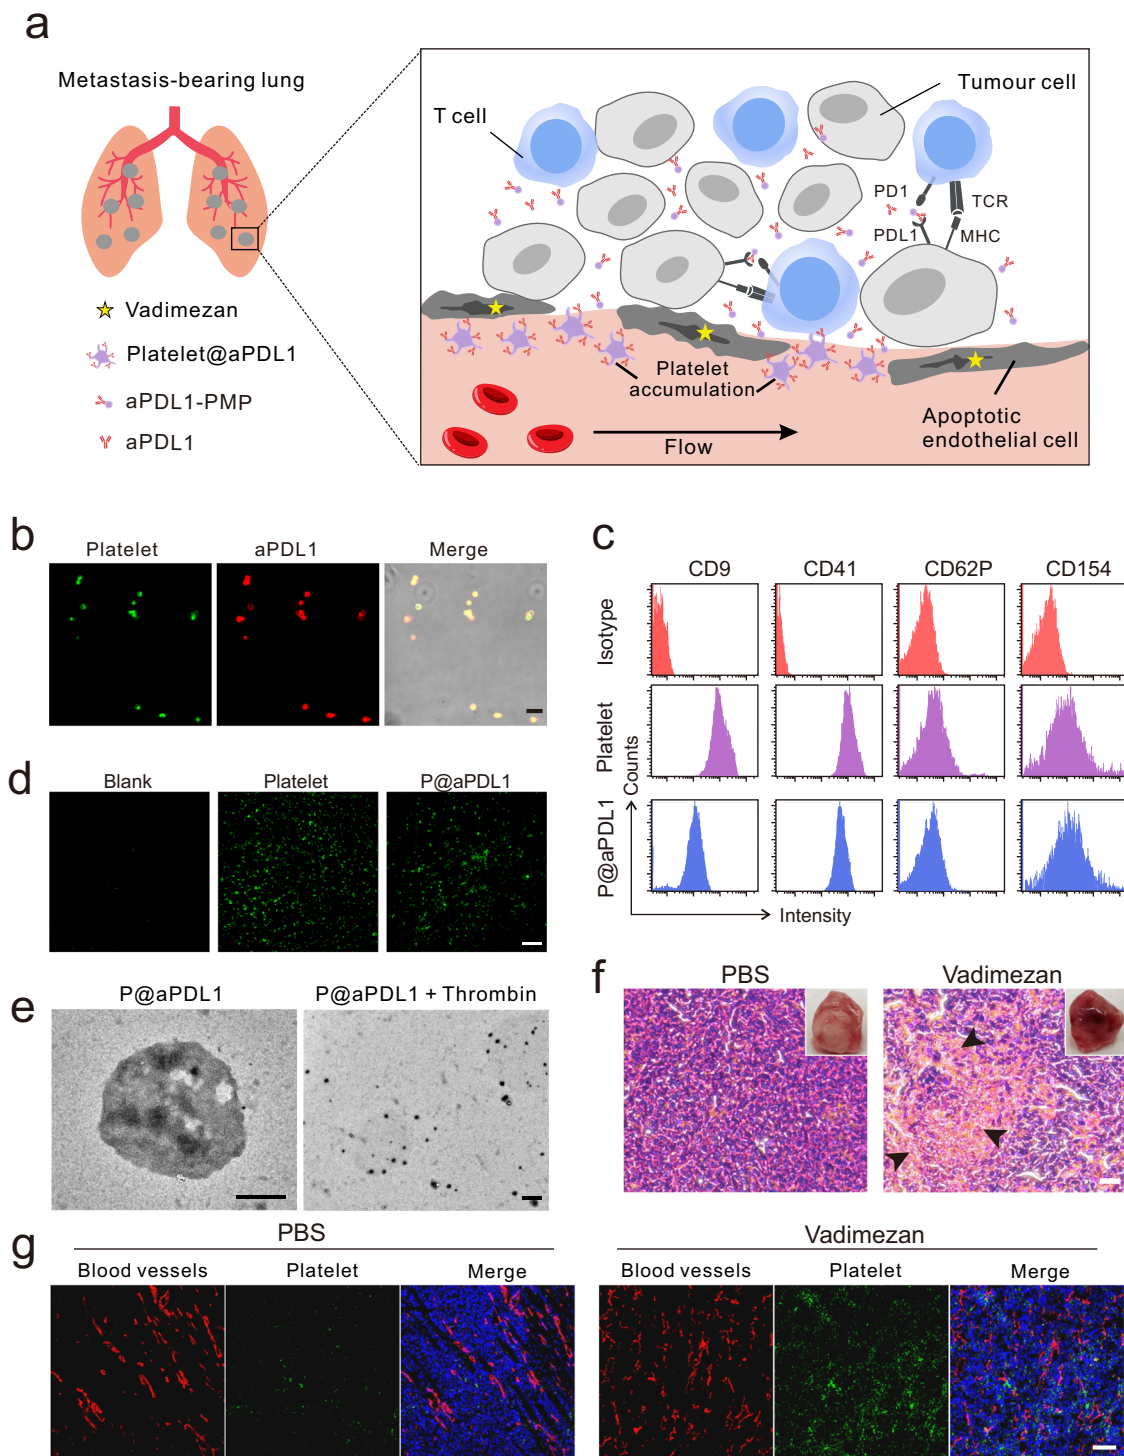 a
Metastasis-bearing lung
Vadimezan
Platelet@aPDL1
aPDL1-PMP
aPDL1
T cell
Tumour cell
PD1
TCR
PDL1
MHC
Platelet
accumulation
Apoptotic
endothelial cell
Flow
b
Platelet
aPDL1
Merge
c
CD9
CD41
CD62P
CD154
Isotype
Platelet
P@aPDL1
Counts
Intensity
d
Blank
Platelet
P@aPDL1
e
P@aPDL1
P@aPDL1 + Thrombin
f
PBS
Vadimezan
g
PBS
Blood vessels
Platelet
Merge
Vadimezan
Blood vessels
Platelet
Merge